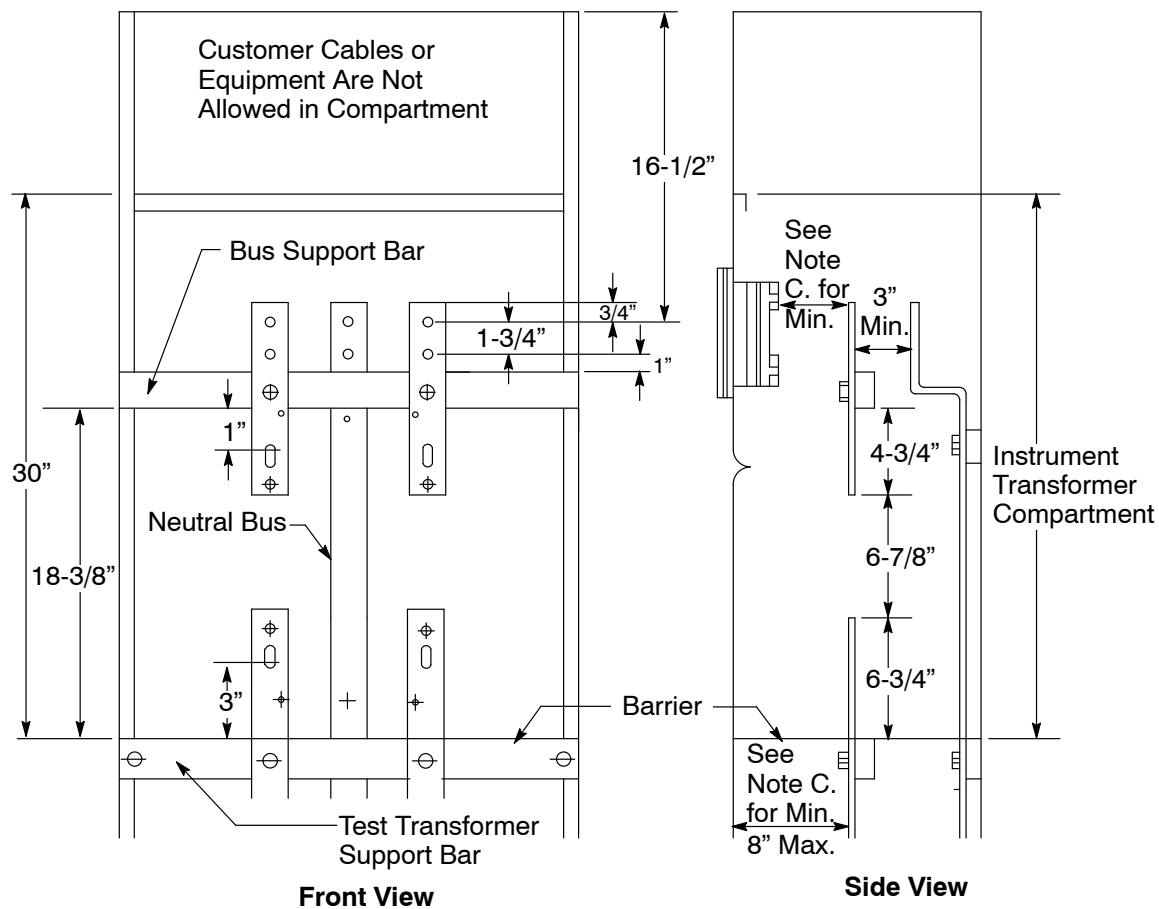 Customer Cables or
Equipment Are Not
Allowed in Compartment
16-1/2”
Bus Support Bar
See
Note
C. for
Min.
3”
Min.
3/4”
1-3/4”
1”
1”
30”
4-3/4”
Instrument
Transformer
Compartment
Neutral Bus
18-3/8”
6-7/8”
3”
6-3/4”
Barrier
See
Note C.
for Min.
8” Max.
Test Transformer
Support Bar
Front View
Side View